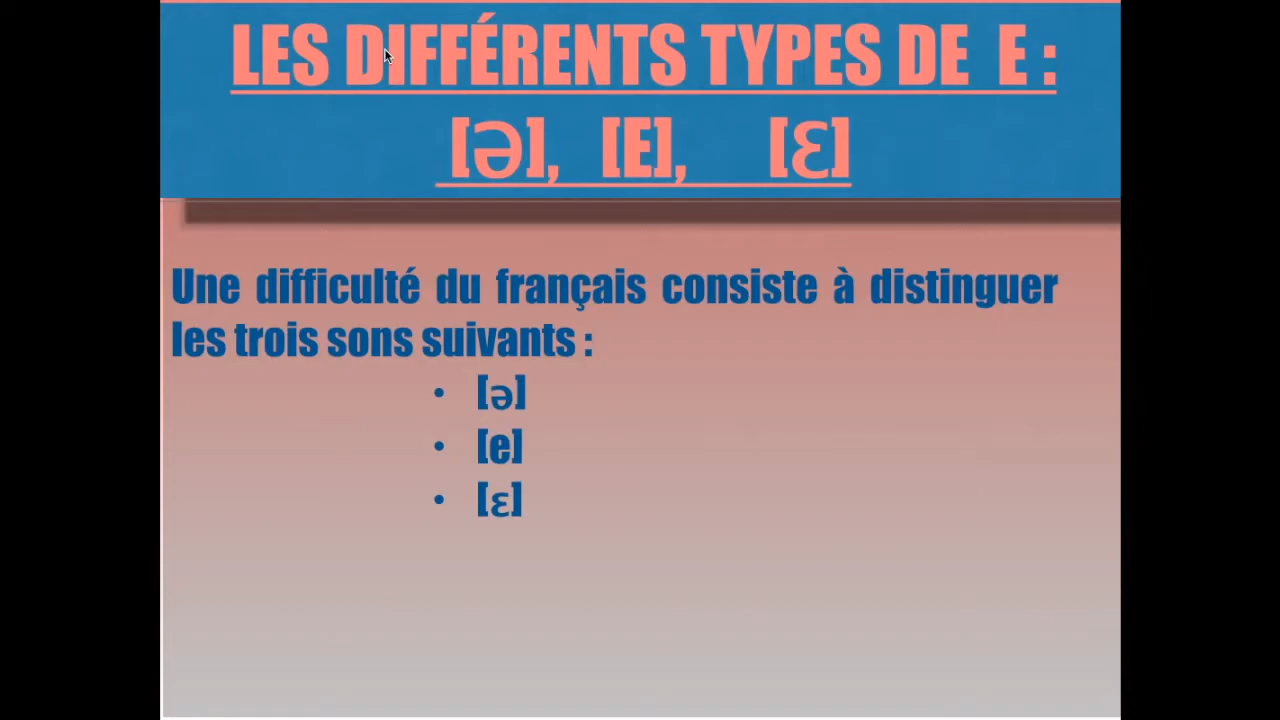 LES DIFFÉRENTS TYPES DE E :
[Ə], [E], [Ɛ]
Une difficulté du français consiste à distinguer
les trois sons suivants :
• [ə]
• [e]
• [ɛ]